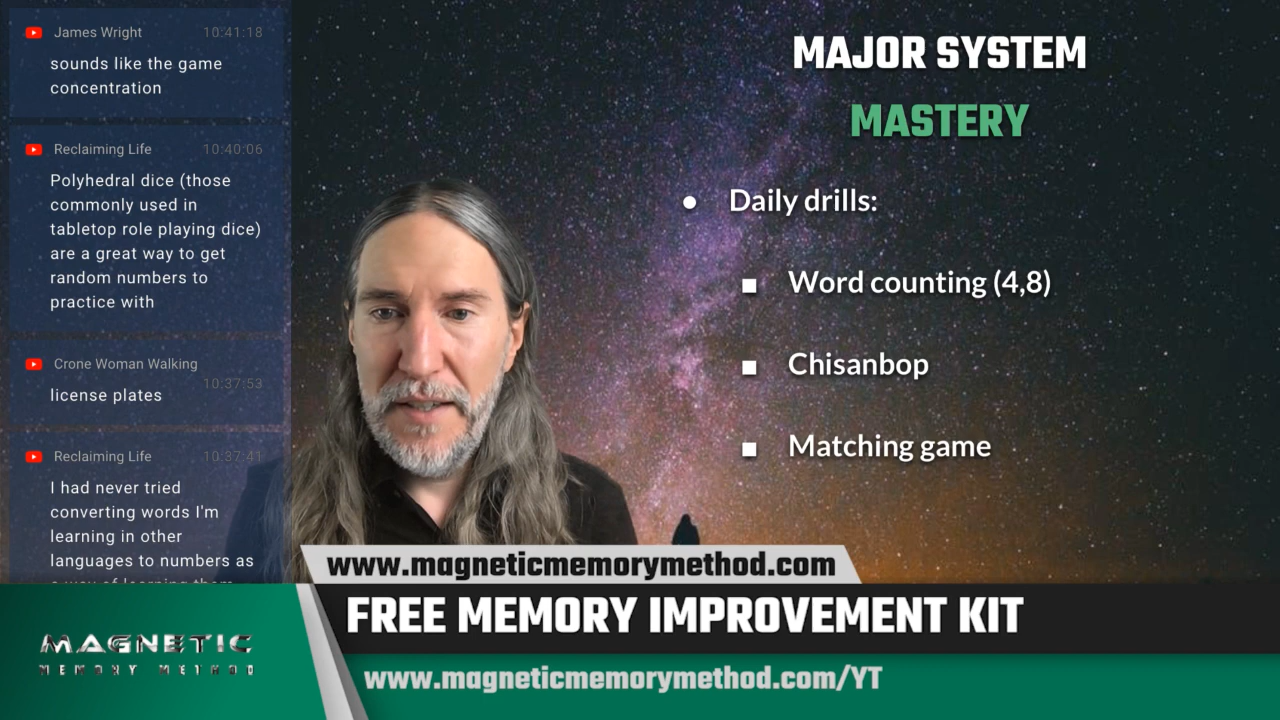 James Wright 10:41:18
sounds like the game
concentration
Reclaiming Life 10:40:06
Polyhedral dice (those
commonly used in
tabletop role playing dice)
are a great way to get
random numbers to
practice with
Crone Woman Walking
10:37:53
license plates
Reclaiming Life 10:37:41
I had never tried
converting words I'm
learning in other
languages to numbers as
a way of learning them
MAJOR SYSTEM
MASTERY
• Daily drills:
▪ Word counting (4,8)
▪ Chisanbop
▪ Matching game
www.magneticmemorymethod.com
FREE MEMORY IMPROVEMENT KIT
www.magneticmemorymethod.com/YT
MAGNETIC
MEMORY METHOD